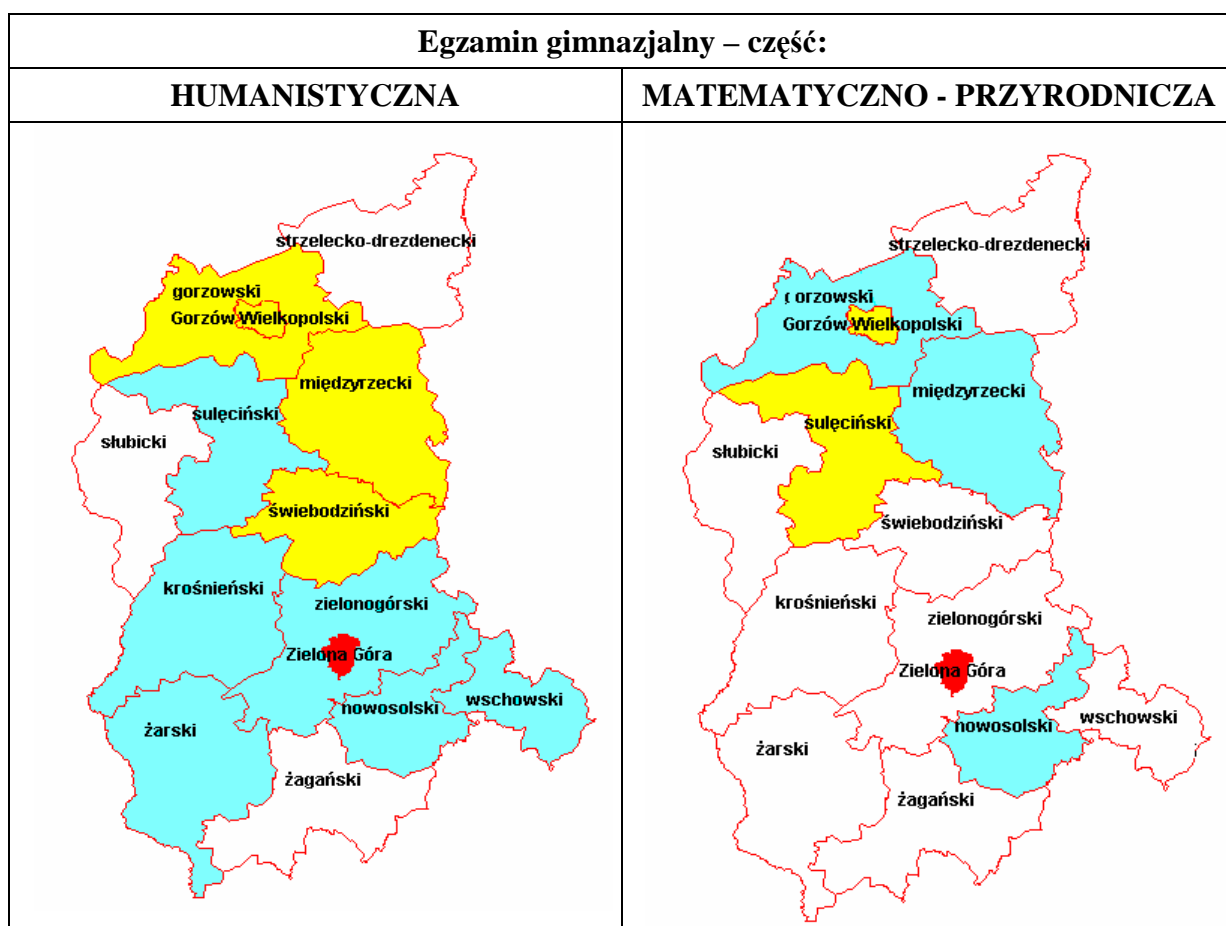 Egzamin gimnazjalny – część:
HUMANISTYCZNA
MATEMATYCZNO - PRZYRODNICZA
strzelecko-drezdenecki
gorzowski
Gorzów Wielkopolski
międzyrzecki
sulęciński
słubicki
świebodziński
krośnieński
zielonogórski
Zielona Góra
nowosolski
wschowski
żarski
żagański
strzelecko-drezdenecki
gorzowski
Gorzów Wielkopolski
międzyrzecki
sulęciński
słubicki
świebodziński
krośnieński
zielonogórski
Zielona Góra
nowosolski
wschowski
żarski
żagański